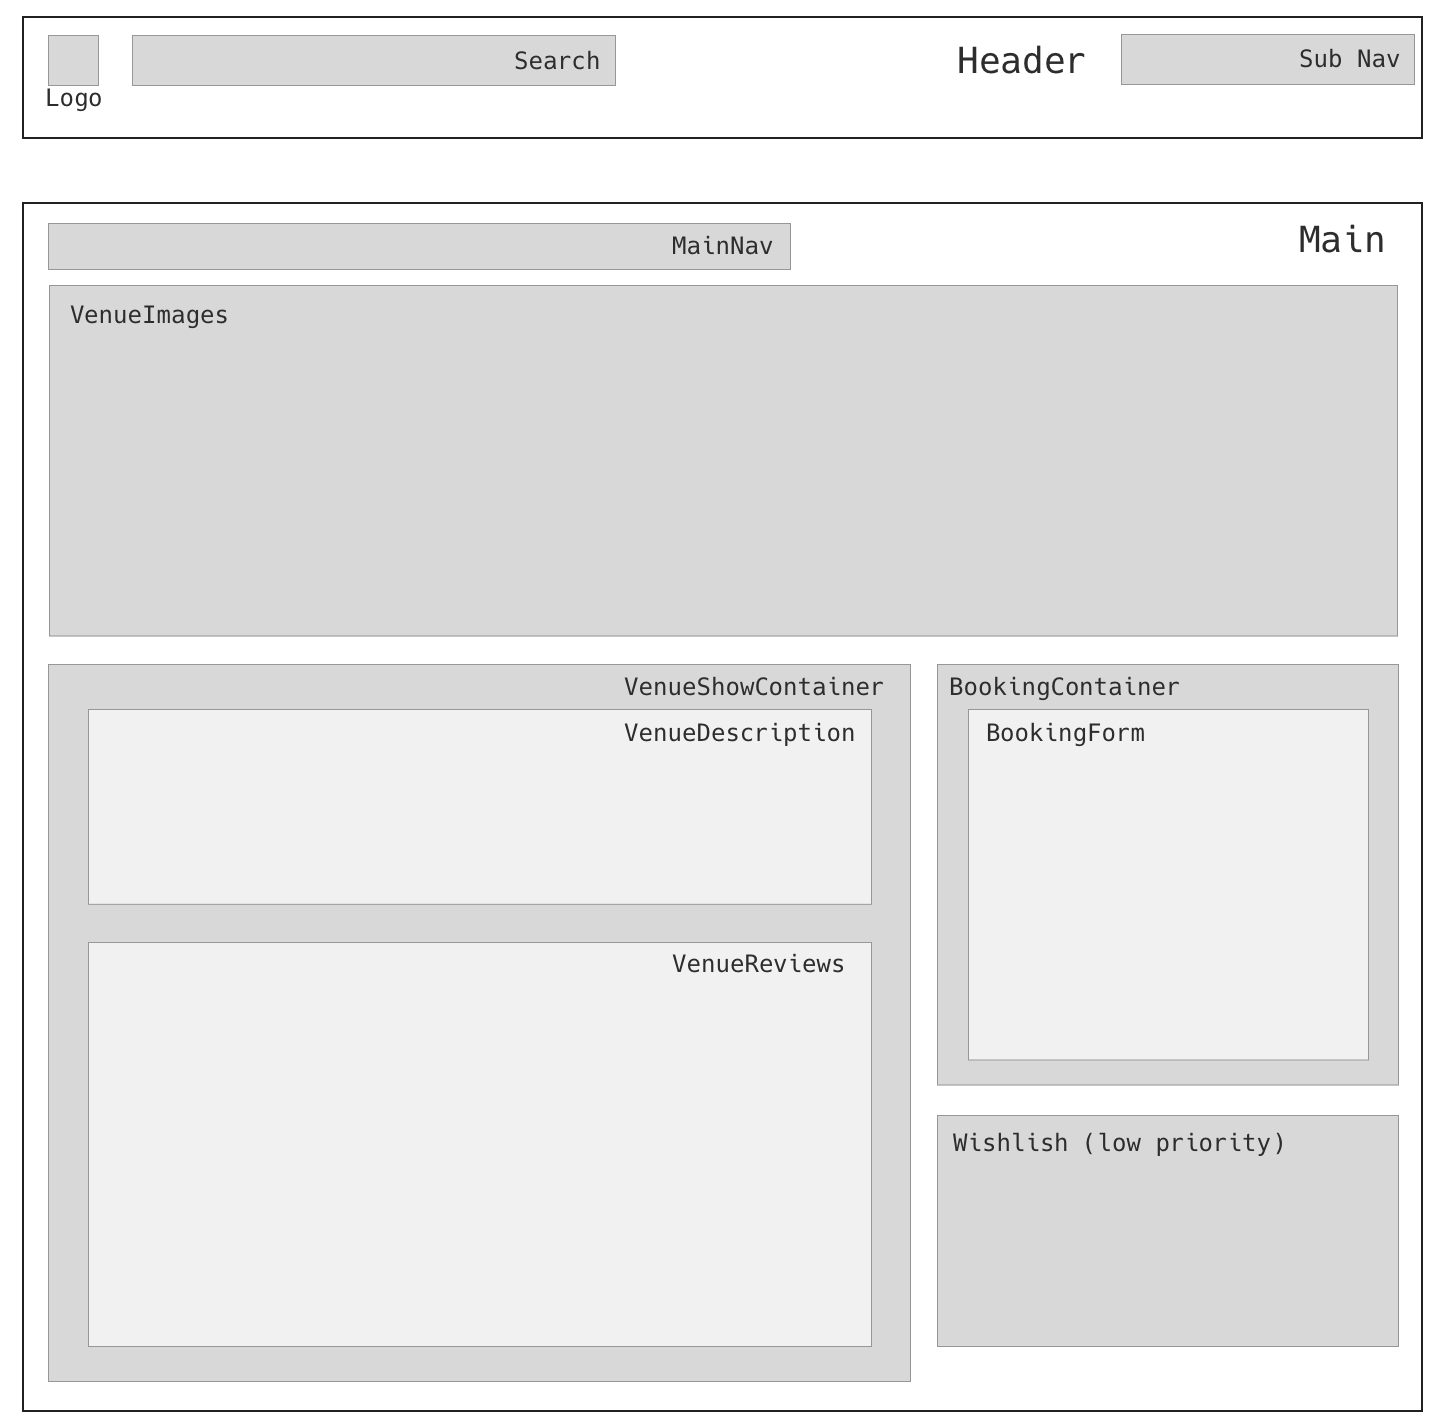 Search
Header
Sub Nav
Logo
MainNav
Main
VenueImages
VenueShowContainer
VenueDescription
VenueReviews
BookingContainer
BookingForm
Wishlish (low priority)